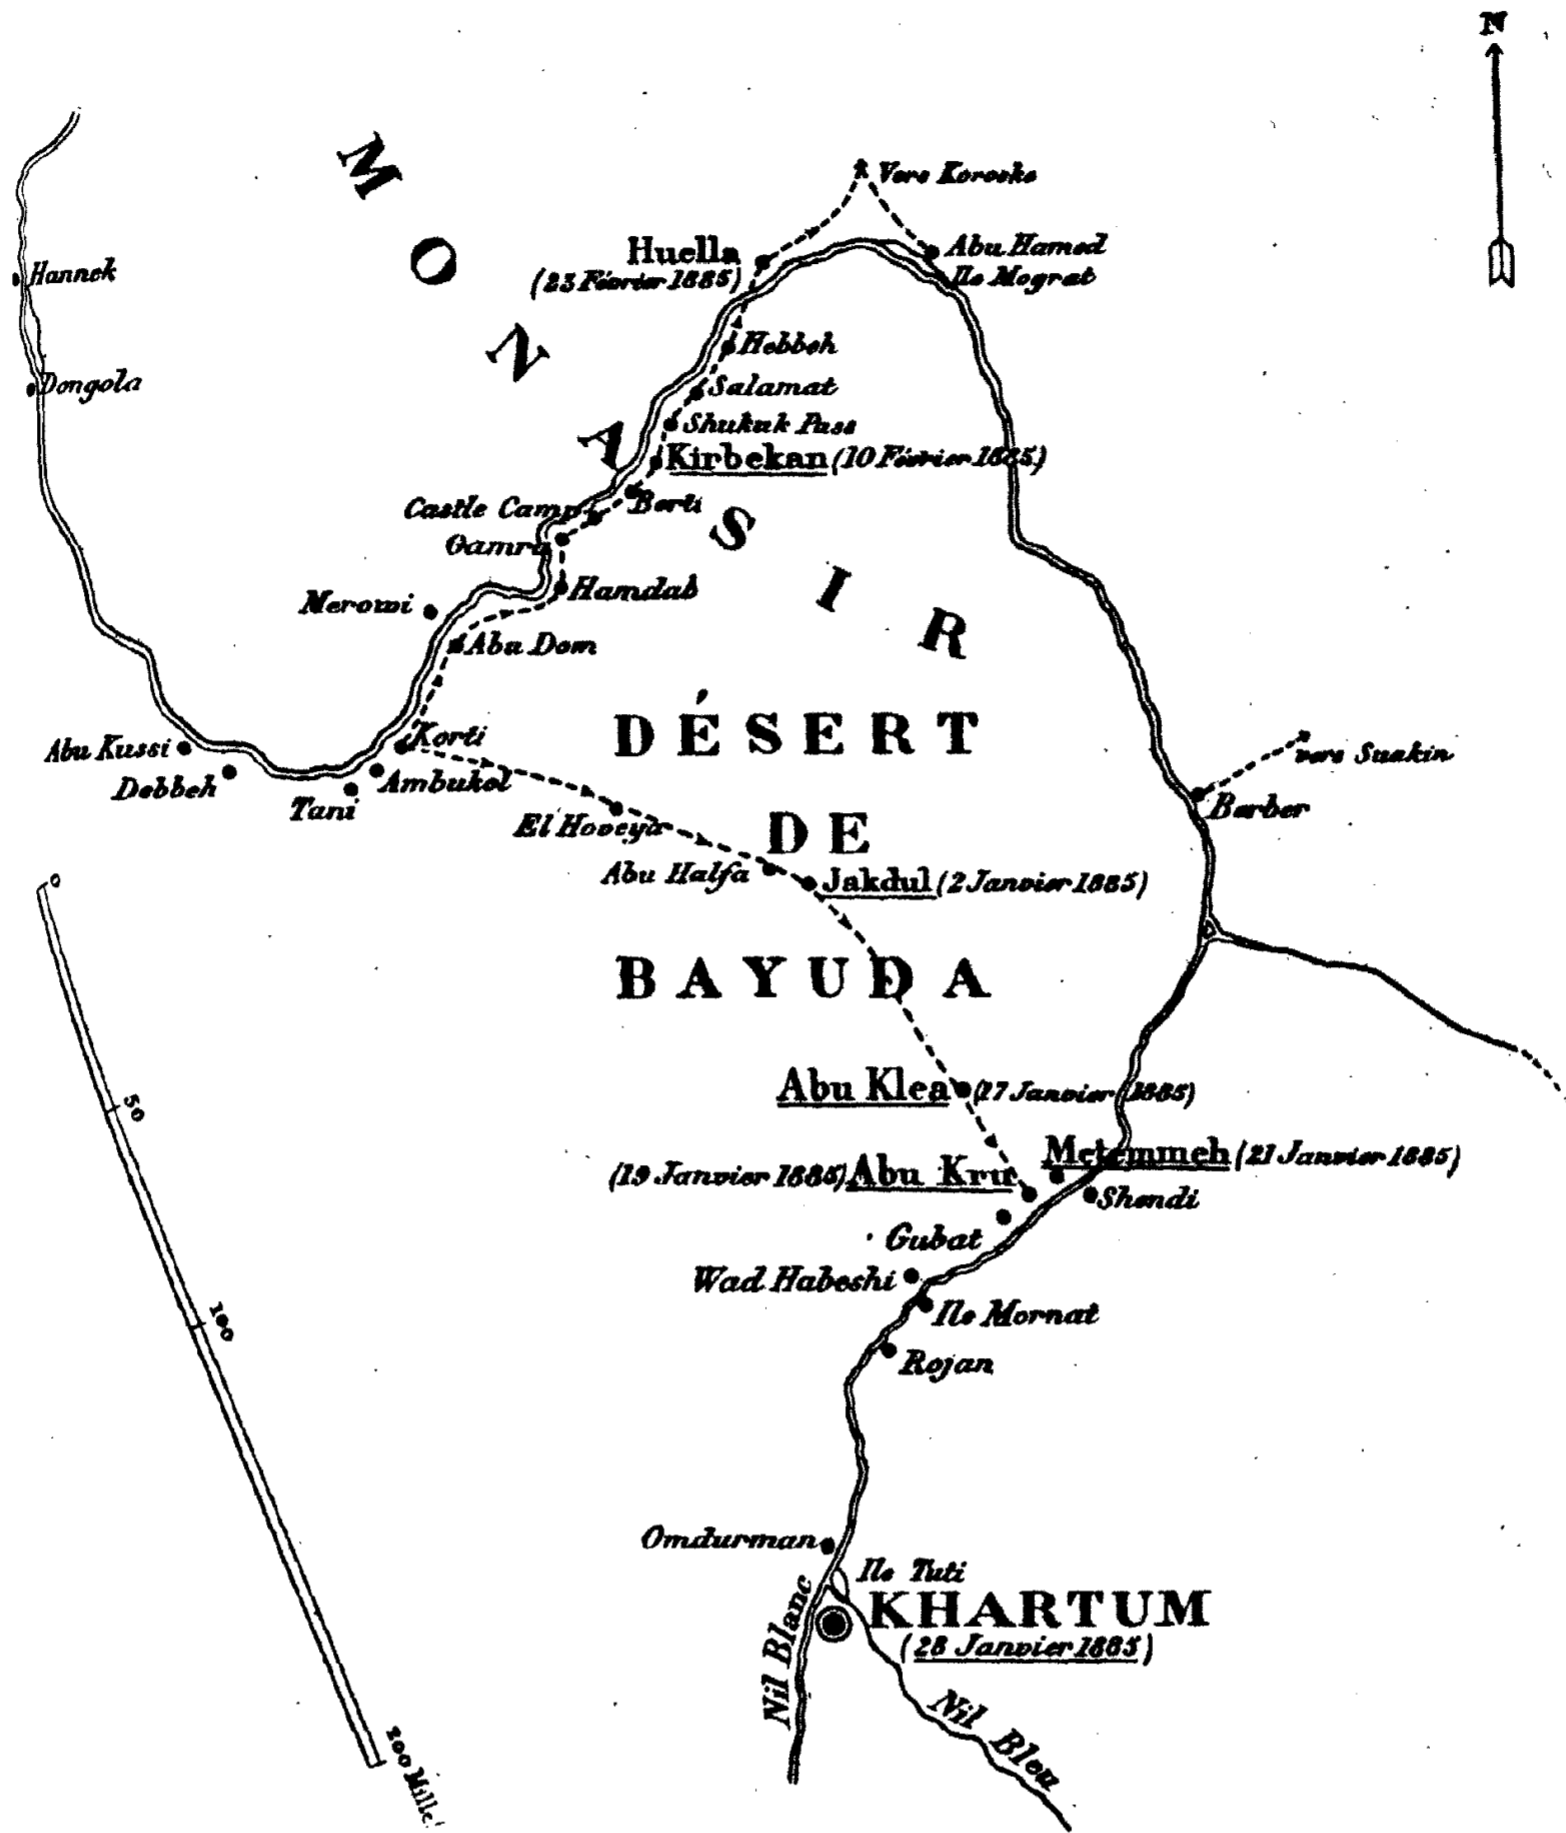 N
MONASIR
Vers Korosko
Huella
(23 Février 1885)
Abu Hamed
Ile Mograt
Hannek
Hebbeh
Dongola
Salamat
Shukuk Pass
Kirbekan (10 Février 1885)
Castle Camp
Berti
Gamra
Hamdab
Merowi
Abu Dom
Abu Kussi
Korti
Debbeh
Ambukol
Tani
DÉSERT
DE
BAYUDA
vers Suakin
Berber
El Hoveya
Abu Halfa
Jakdul (2 Janvier 1885)
0
50
100
200 Mille
Abu Klea (17 Janvier 1885)
Metemmeh (21 Janvier 1885)
(19 Janvier 1885) Abu Kru
Shendi
Gubat
Wad Habeshi
Ile Mornat
Rojan
Omdurman
Ile Tuti
KHARTUM
(28 Janvier 1885)
Nil Blanc
Nil Bleu